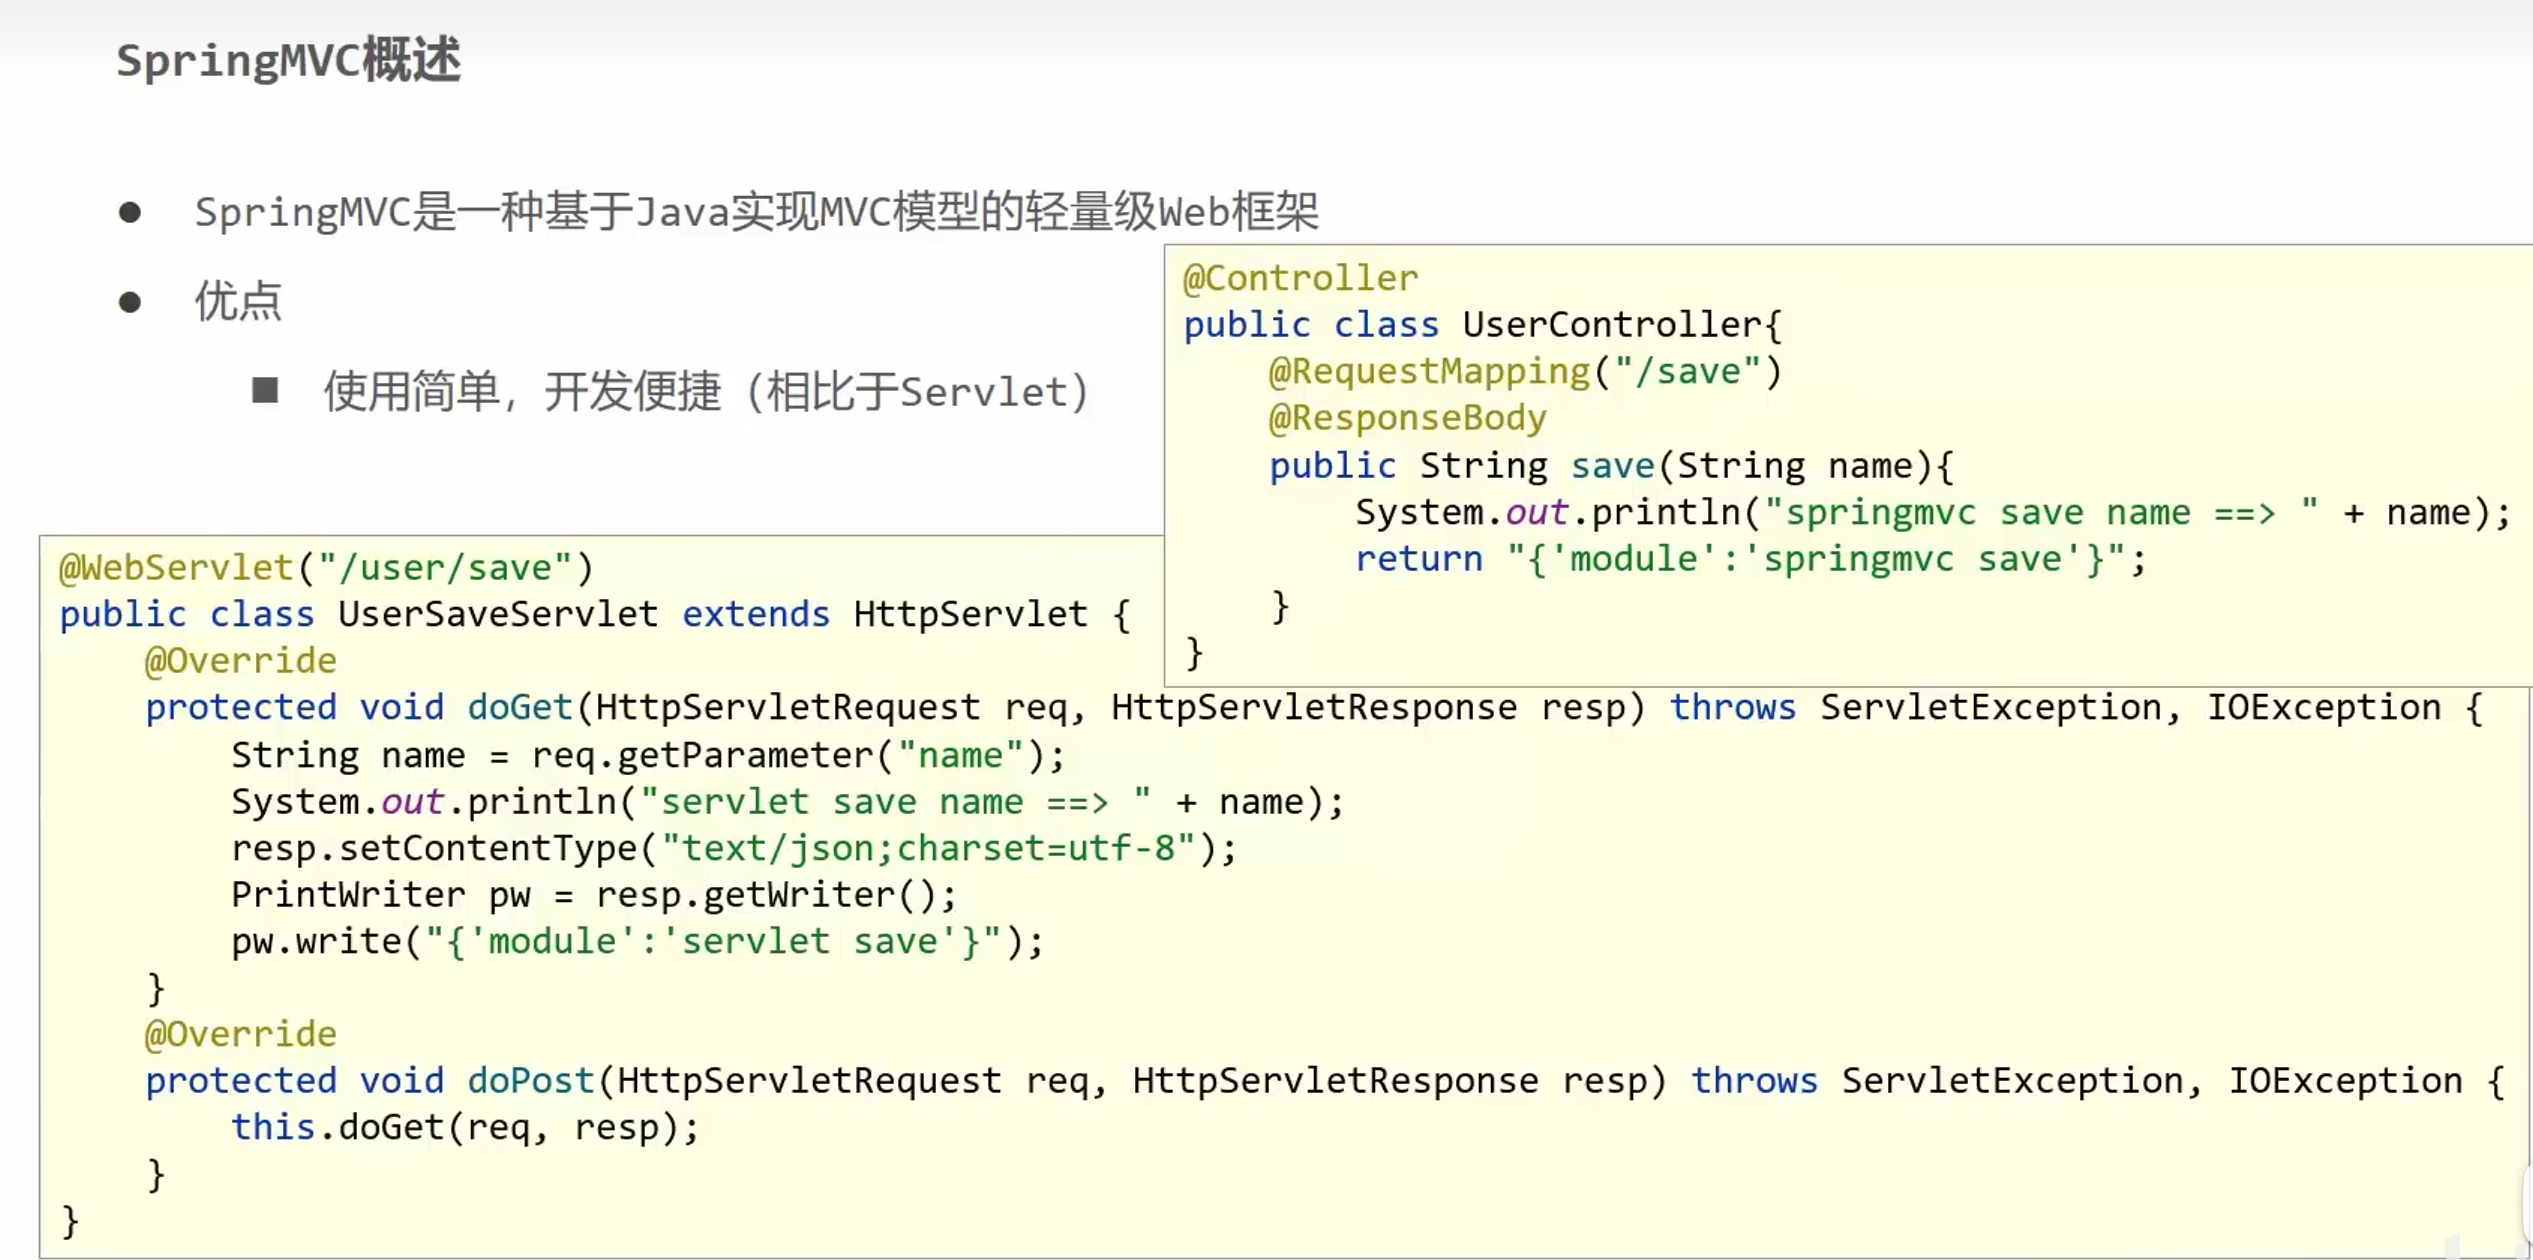 SpringMVC概述
● SpringMVC是一种基于Java实现MVC模型的轻量级Web框架
● 优点
■ 使用简单，开发便捷（相比于Servlet）
@Controller
public class UserController{
    @RequestMapping("/save")
    @ResponseBody
    public String save(String name){
        System.out.println("springmvc save name ==> " + name);
        return "{'module':'springmvc save'}";
    }
}
@WebServlet("/user/save")
public class UserSaveServlet extends HttpServlet {
    @Override
    protected void doGet(HttpServletRequest req, HttpServletResponse resp) throws ServletException, IOException {
        String name = req.getParameter("name");
        System.out.println("servlet save name ==> " + name);
        resp.setContentType("text/json;charset=utf-8");
        PrintWriter pw = resp.getWriter();
        pw.write("{'module':'servlet save'}");
    }
    @Override
    protected void doPost(HttpServletRequest req, HttpServletResponse resp) throws ServletException, IOException {
        this.doGet(req, resp);
    }
}